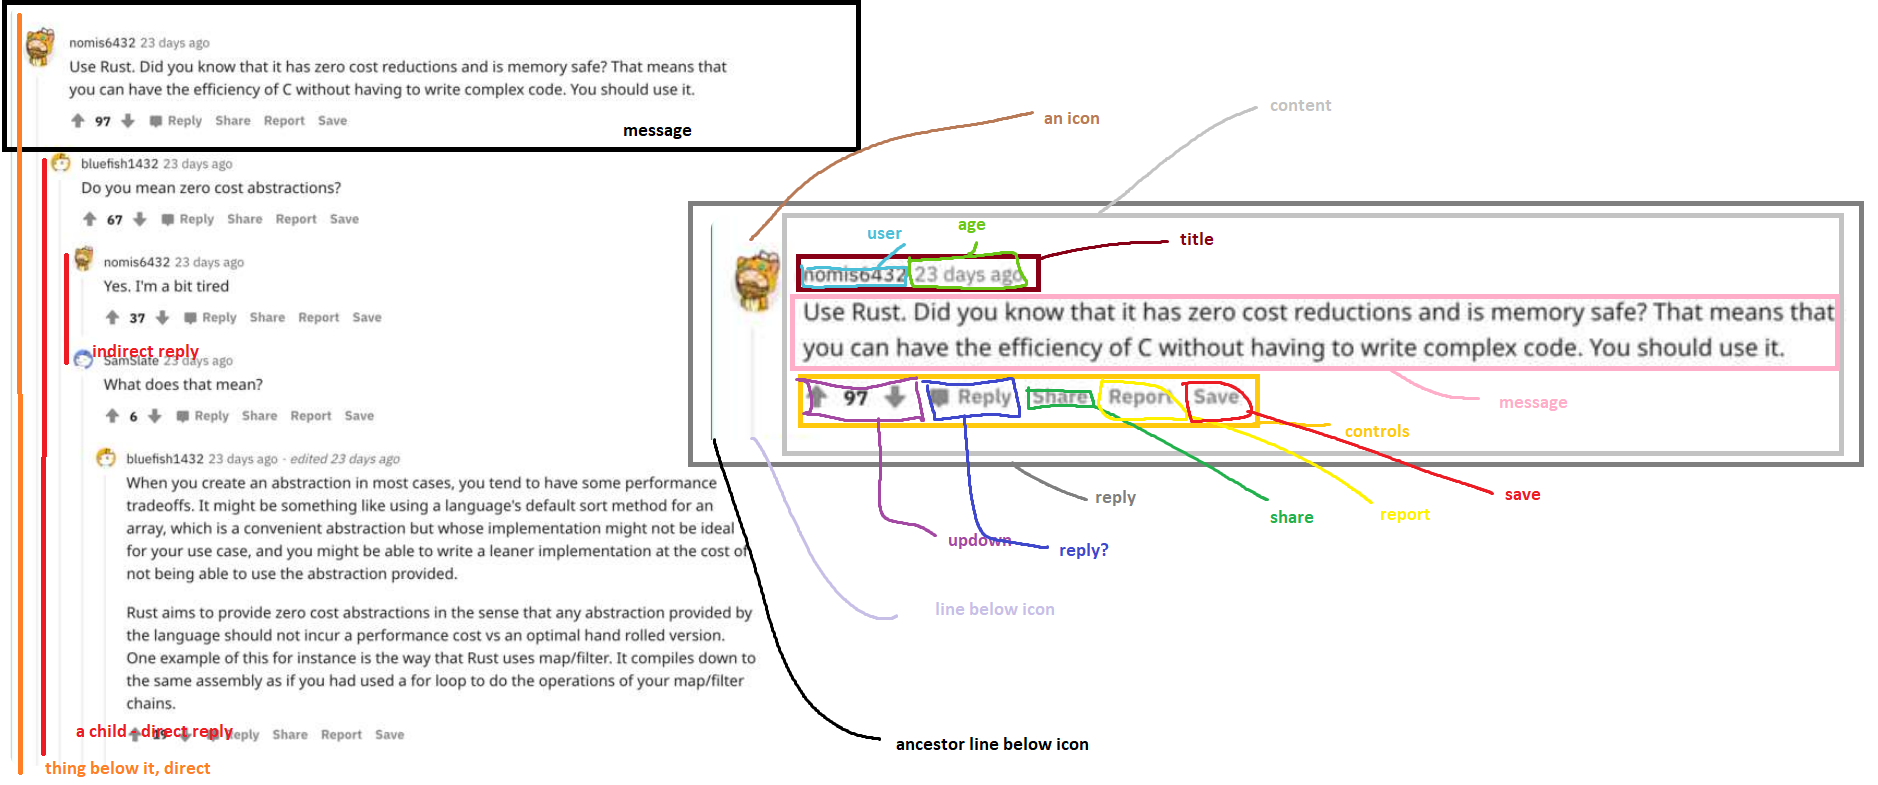 nomis6432 23 days ago
Use Rust. Did you know that it has zero cost reductions and is memory safe? That means that
you can have the efficiency of C without having to write complex code. You should use it.
97 Reply Share Report Save
message
bluefish1432 23 days ago
Do you mean zero cost abstractions?
67 Reply Share Report Save
nomis6432 23 days ago
Yes. I'm a bit tired
37 Reply Share Report Save
indirect reply
SamSlate 23 days ago
What does that mean?
6 Reply Share Report Save
bluefish1432 23 days ago · edited 23 days ago
When you create an abstraction in most cases, you tend to have some performance
tradeoffs. It might be something like using a language's default sort method for an
array, which is a convenient abstraction but whose implementation might not be ideal
for your use case, and you might be able to write a leaner implementation at the cost of
not being able to use the abstraction provided.
Rust aims to provide zero cost abstractions in the sense that any abstraction provided by
the language should not incur a performance cost vs an optimal hand rolled version.
One example of this for instance is the way that Rust uses map/filter. It compiles down to
the same assembly as if you had used a for loop to do the operations of your map/filter
chains.
a child - direct reply
19 Reply Share Report Save
thing below it, direct
an icon
content
user
age
title
nomis6432 23 days ago
Use Rust. Did you know that it has zero cost reductions and is memory safe? That means that
you can have the efficiency of C without having to write complex code. You should use it.
97 Reply Share Report Save
message
controls
reply
save
share
report
updown
reply?
line below icon
ancestor line below icon